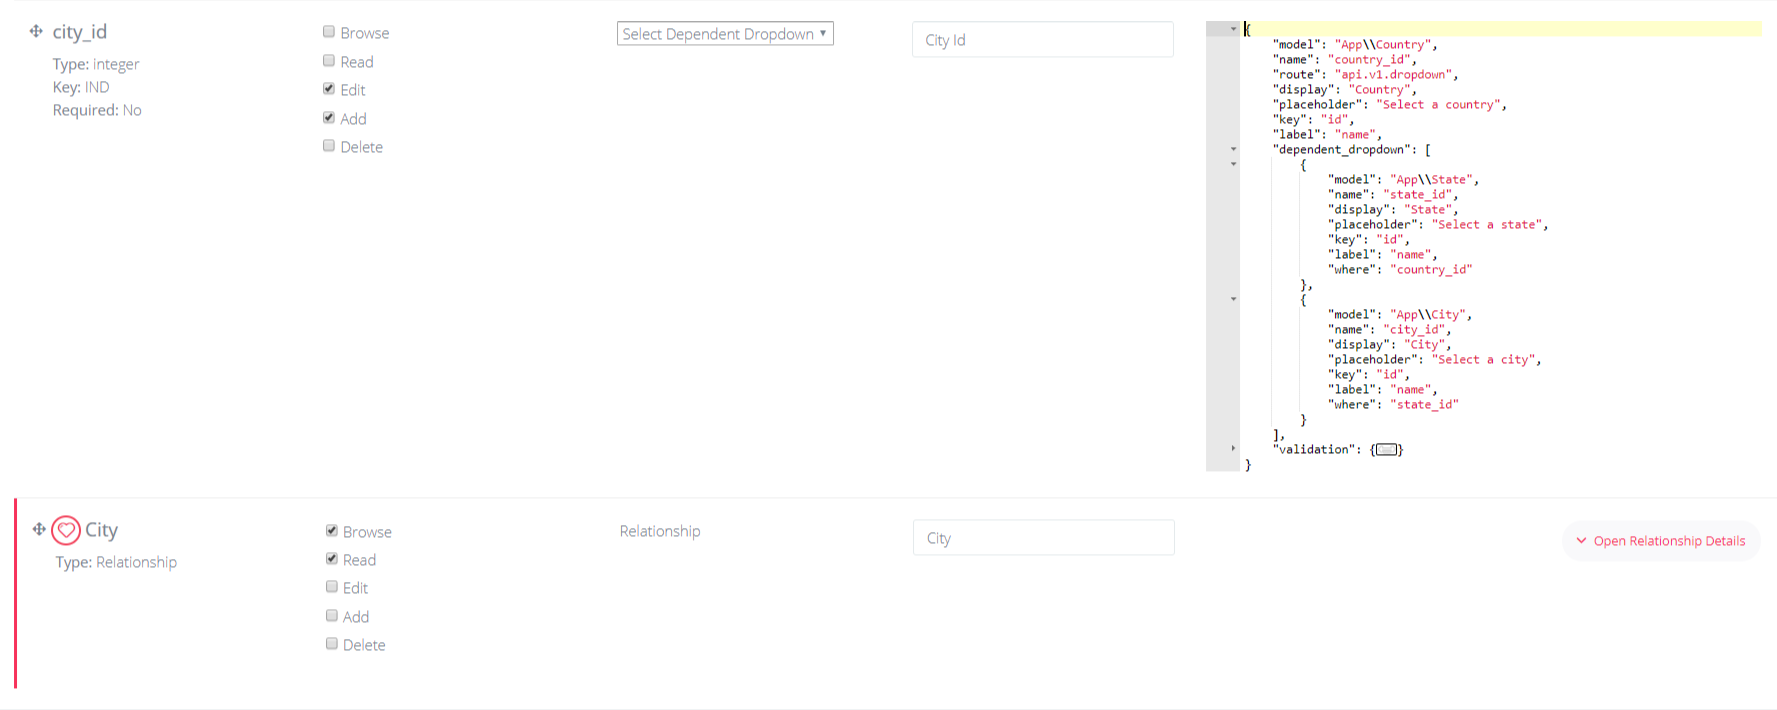 city_id
Type: integer
Key: IND
Required: No
Browse
Read
Edit
Add
Delete
Select Dependent Dropdown
City Id
{
"model": "App\\Country",
"name": "country_id",
"route": "api.v1.dropdown",
"display": "Country",
"placeholder": "Select a country",
"key": "id",
"label": "name",
"dependent_dropdown": [
{
"model": "App\\State",
"name": "state_id",
"display": "State",
"placeholder": "Select a state",
"key": "id",
"label": "name",
"where": "country_id"
},
{
"model": "App\\City",
"name": "city_id",
"display": "City",
"placeholder": "Select a city",
"key": "id",
"label": "name",
"where": "state_id"
}
],
"validation": {}
}
City
Type: Relationship
Browse
Read
Edit
Add
Delete
Relationship
City
Open Relationship Details